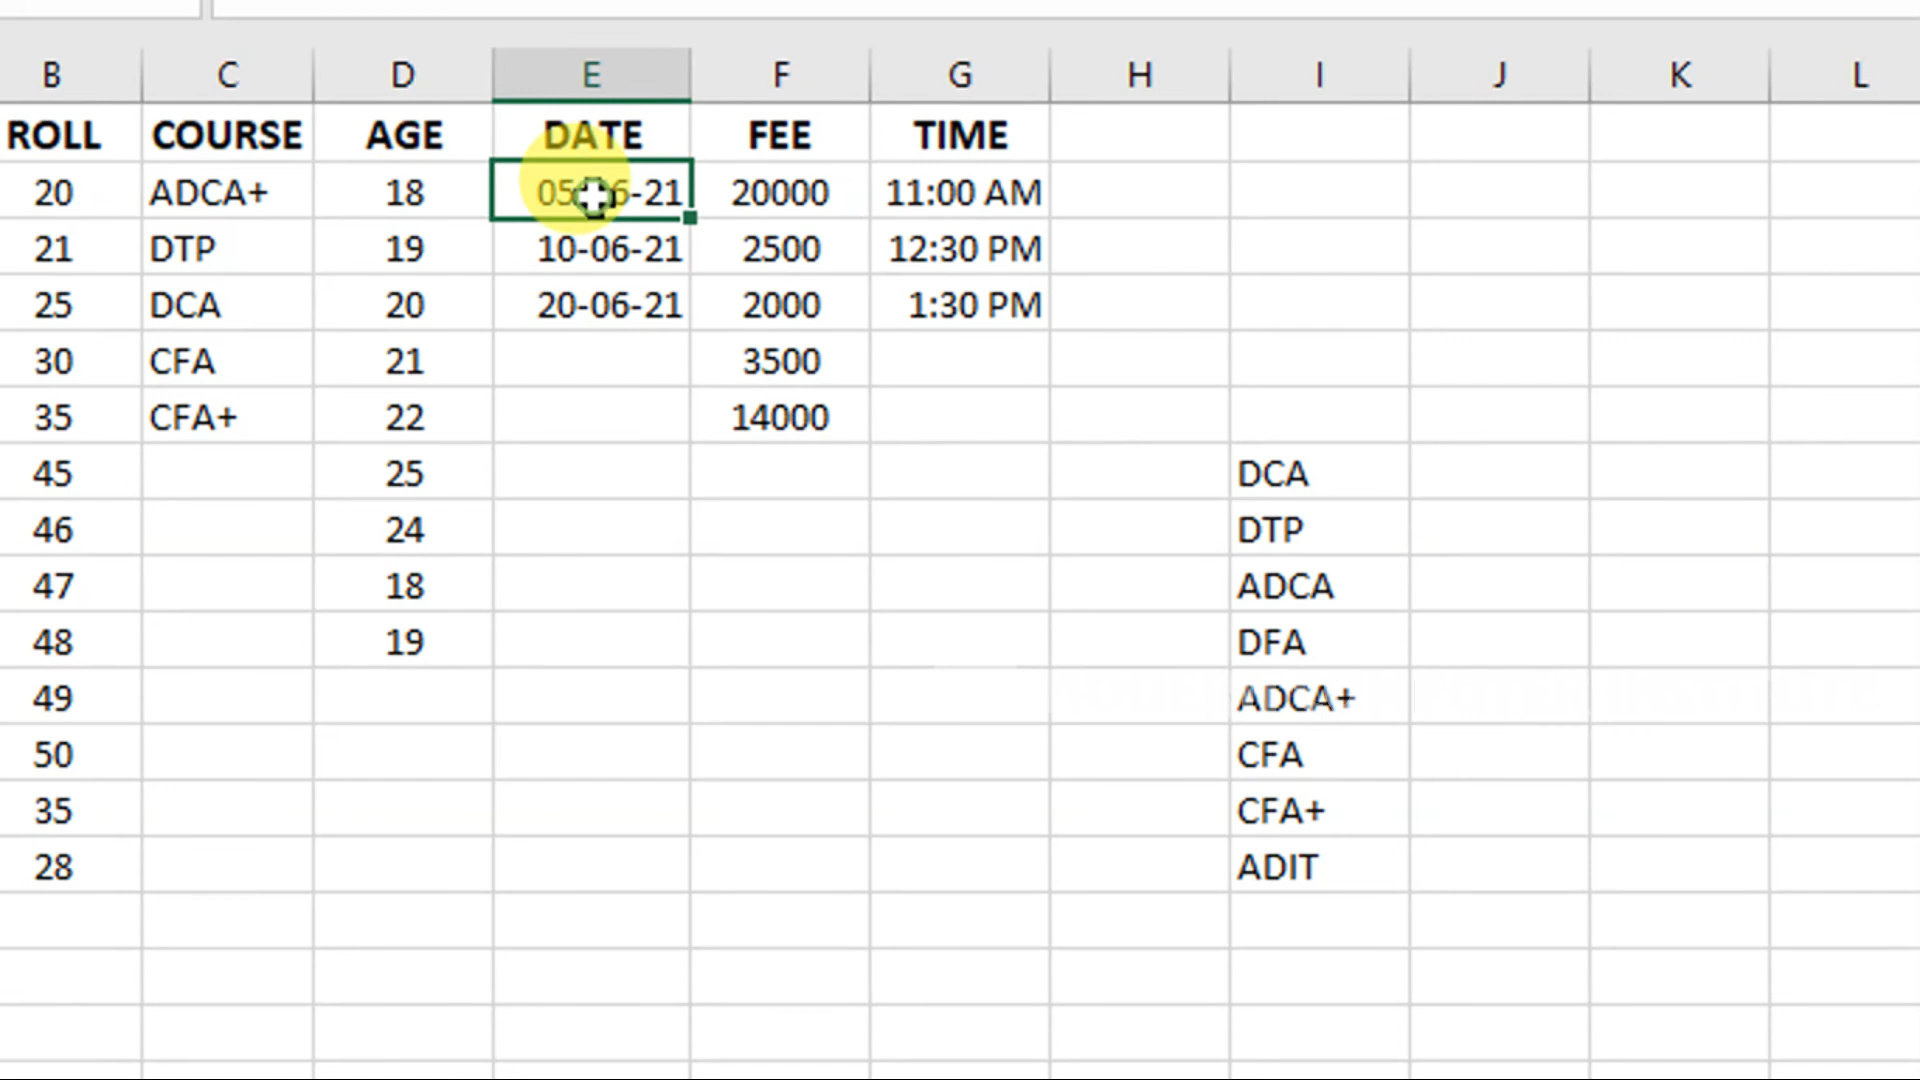 B C D E F G H I J K L
ROLL COURSE AGE DATE FEE TIME
20 ADCA+ 18 05-06-21 20000 11:00 AM
21 DTP 19 10-06-21 2500 12:30 PM
25 DCA 20 20-06-21 2000 1:30 PM
30 CFA 21 3500
35 CFA+ 22 14000
45 25 DCA
46 24 DTP
47 18 ADCA
48 19 DFA
49 ADCA+
50 CFA
35 CFA+
28 ADIT